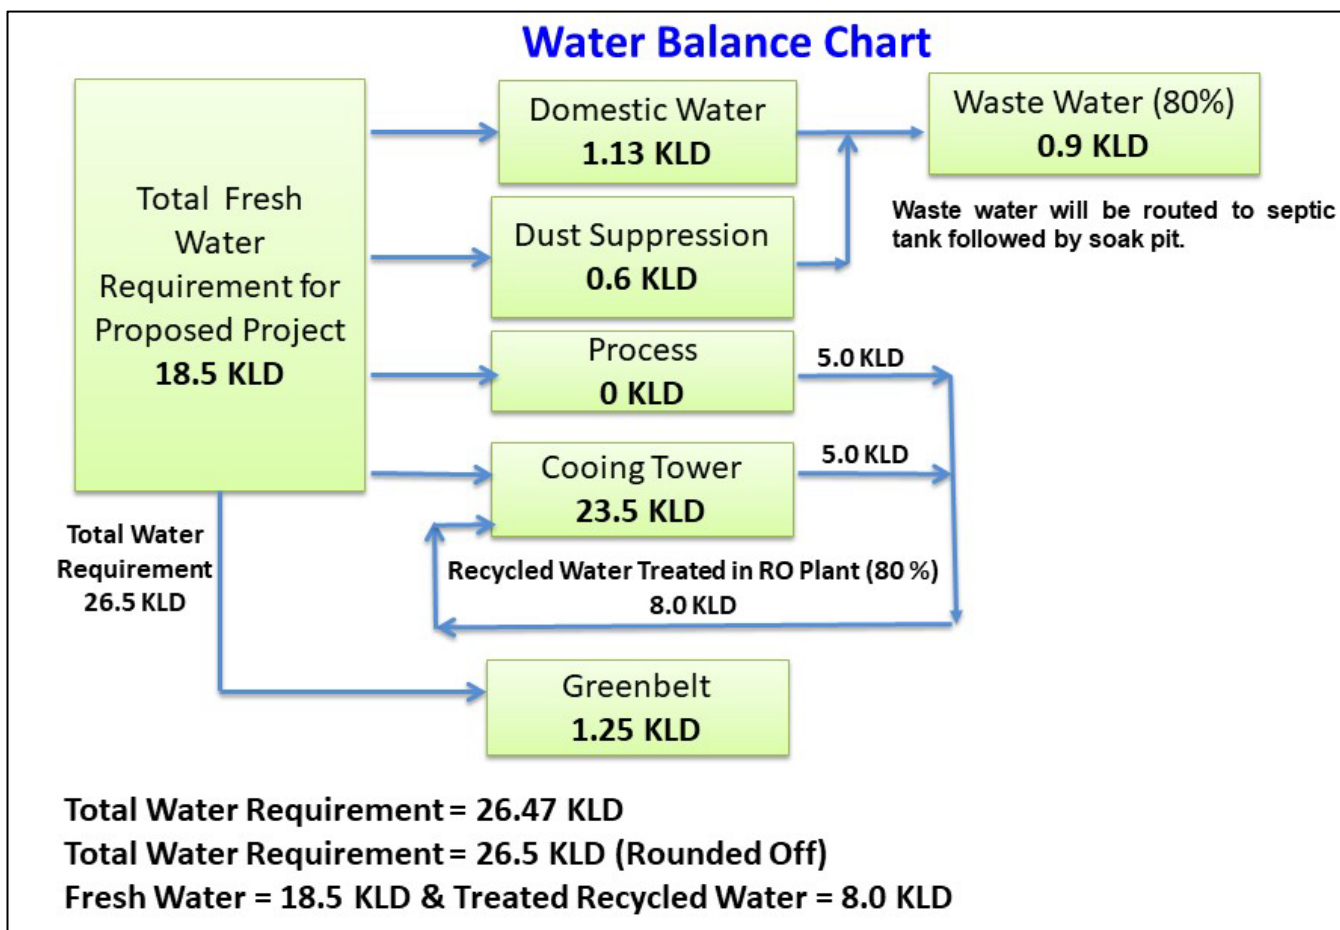 Water Balance Chart
Total Fresh
Water
Requirement for
Proposed Project
18.5 KLD
Domestic Water
1.13 KLD
Waste Water (80%)
0.9 KLD
Waste water will be routed to septic
tank followed by soak pit.
Dust Suppression
0.6 KLD
Process
0 KLD
5.0 KLD
Cooing Tower
23.5 KLD
5.0 KLD
Total Water
Requirement
26.5 KLD
Recycled Water Treated in RO Plant (80 %)
8.0 KLD
Greenbelt
1.25 KLD
Total Water Requirement = 26.47 KLD
Total Water Requirement = 26.5 KLD (Rounded Off)
Fresh Water = 18.5 KLD & Treated Recycled Water = 8.0 KLD